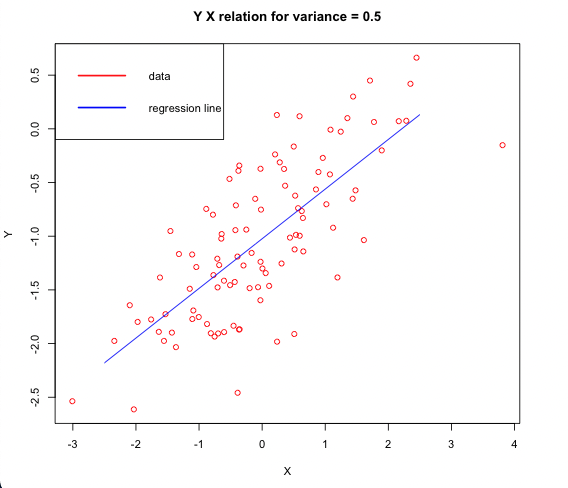 Y X relation for variance = 0.5
data
regression line
0.5
0.0
-0.5
-1.0
-1.5
-2.0
-2.5
Y
-3 -2 -1 0 1 2 3 4
X